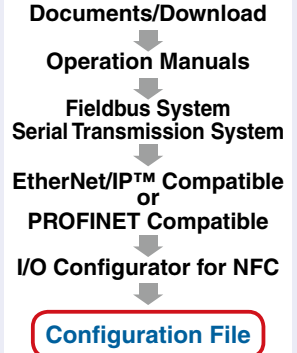 Documents/Download
Operation Manuals
Fieldbus System
Serial Transmission System
EtherNet/IP™ Compatible
or
PROFINET Compatible
I/O Configurator for NFC
Configuration File